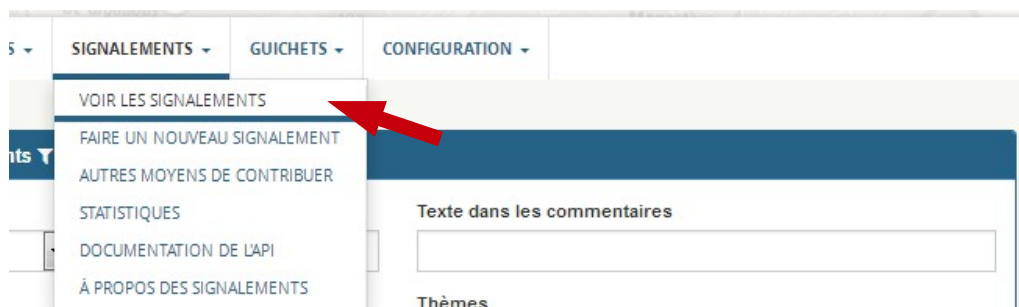 S
SIGNALEMENTS
GUICHETS
CONFIGURATION
VOIR LES SIGNALEMENTS
FAIRE UN NOUVEAU SIGNALEMENT
nts
AUTRES MOYENS DE CONTRIBUER
STATISTIQUES
Texte dans les commentaires
DOCUMENTATION DE L'API
À PROPOS DES SIGNALEMENTS
Thèmes